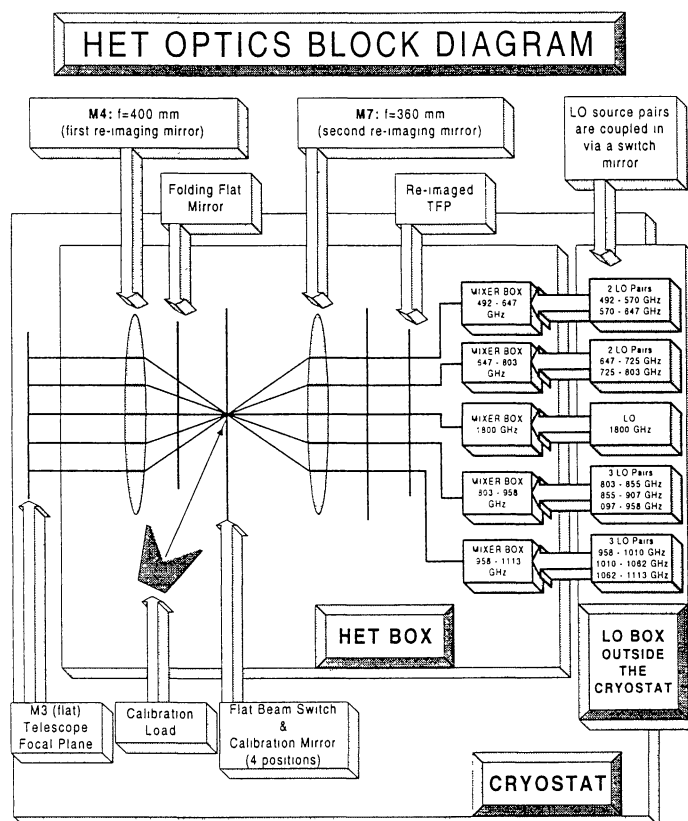 HET OPTICS BLOCK DIAGRAM
M4: f=400 mm
(first re-imaging mirror)
M7: f=360 mm
(second re-imaging mirror)
LO source pairs
are coupled in
via a switch
mirror
Folding Flat
Mirror
Re-imaged
TFP
MIXER BOX
492 - 647
GHz
2 LO Pairs
492 - 570 GHz
570 - 647 GHz
MIXER BOX
647 - 803
GHz
2 LO Pairs
647 - 725 GHz
725 - 803 GHz
MIXER BOX
1800 GHz
LO
1800 GHz
MIXER BOX
803 - 958
GHz
3 LO Pairs
803 - 855 GHz
855 - 907 GHz
097 - 958 GHz
MIXER BOX
958 - 1113
GHz
3 LO Pairs
958 - 1010 GHz
1010 - 1062 GHz
1062 - 1113 GHz
HET BOX
LO BOX
OUTSIDE
THE
CRYOSTAT
M3 (flat)
Telescope
Focal Plane
Calibration
Load
Flat Beam Switch
&
Calibration Mirror
(4 positions)
CRYOSTAT